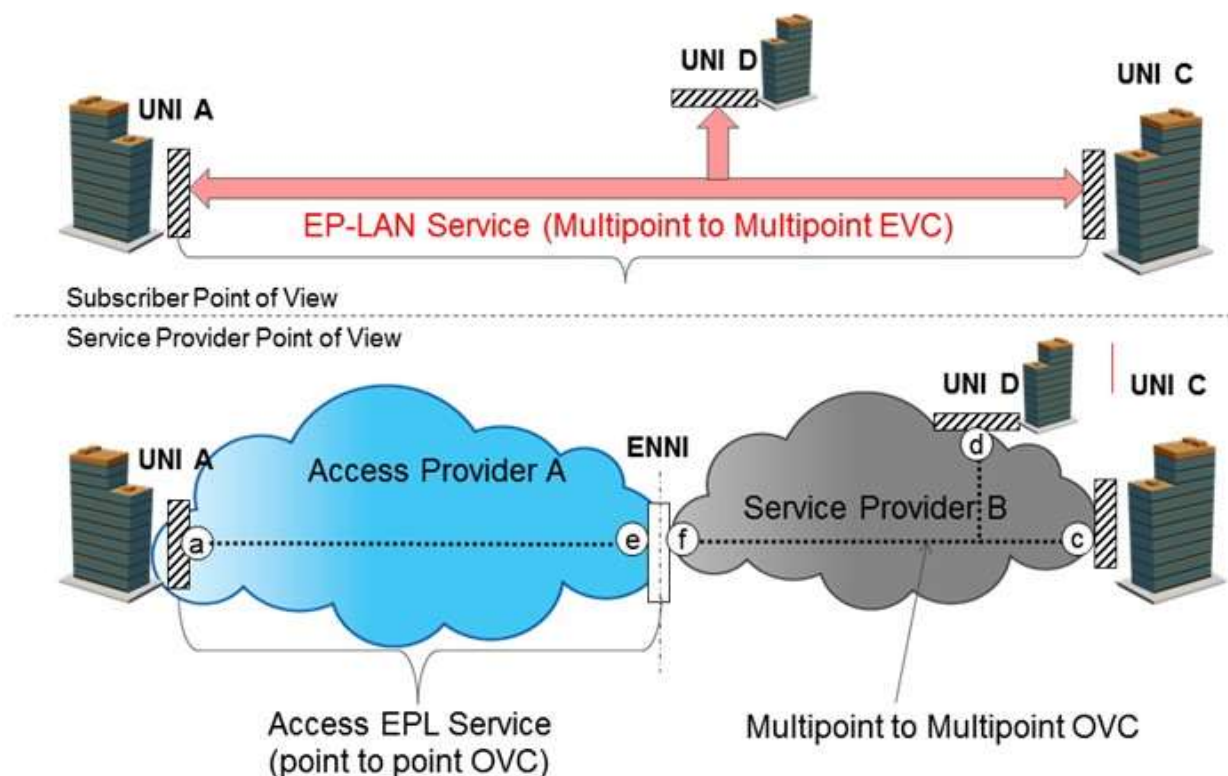 UNI D
UNI C
UNI A
EP-LAN Service (Multipoint to Multipoint EVC)
Subscriber Point of View
Service Provider Point of View
UNI D
UNI C
UNI A
ENNI
Access Provider A
d
Service Provider B
a
e
f
c
Access EPL Service
(point to point OVC)
Multipoint to Multipoint OVC